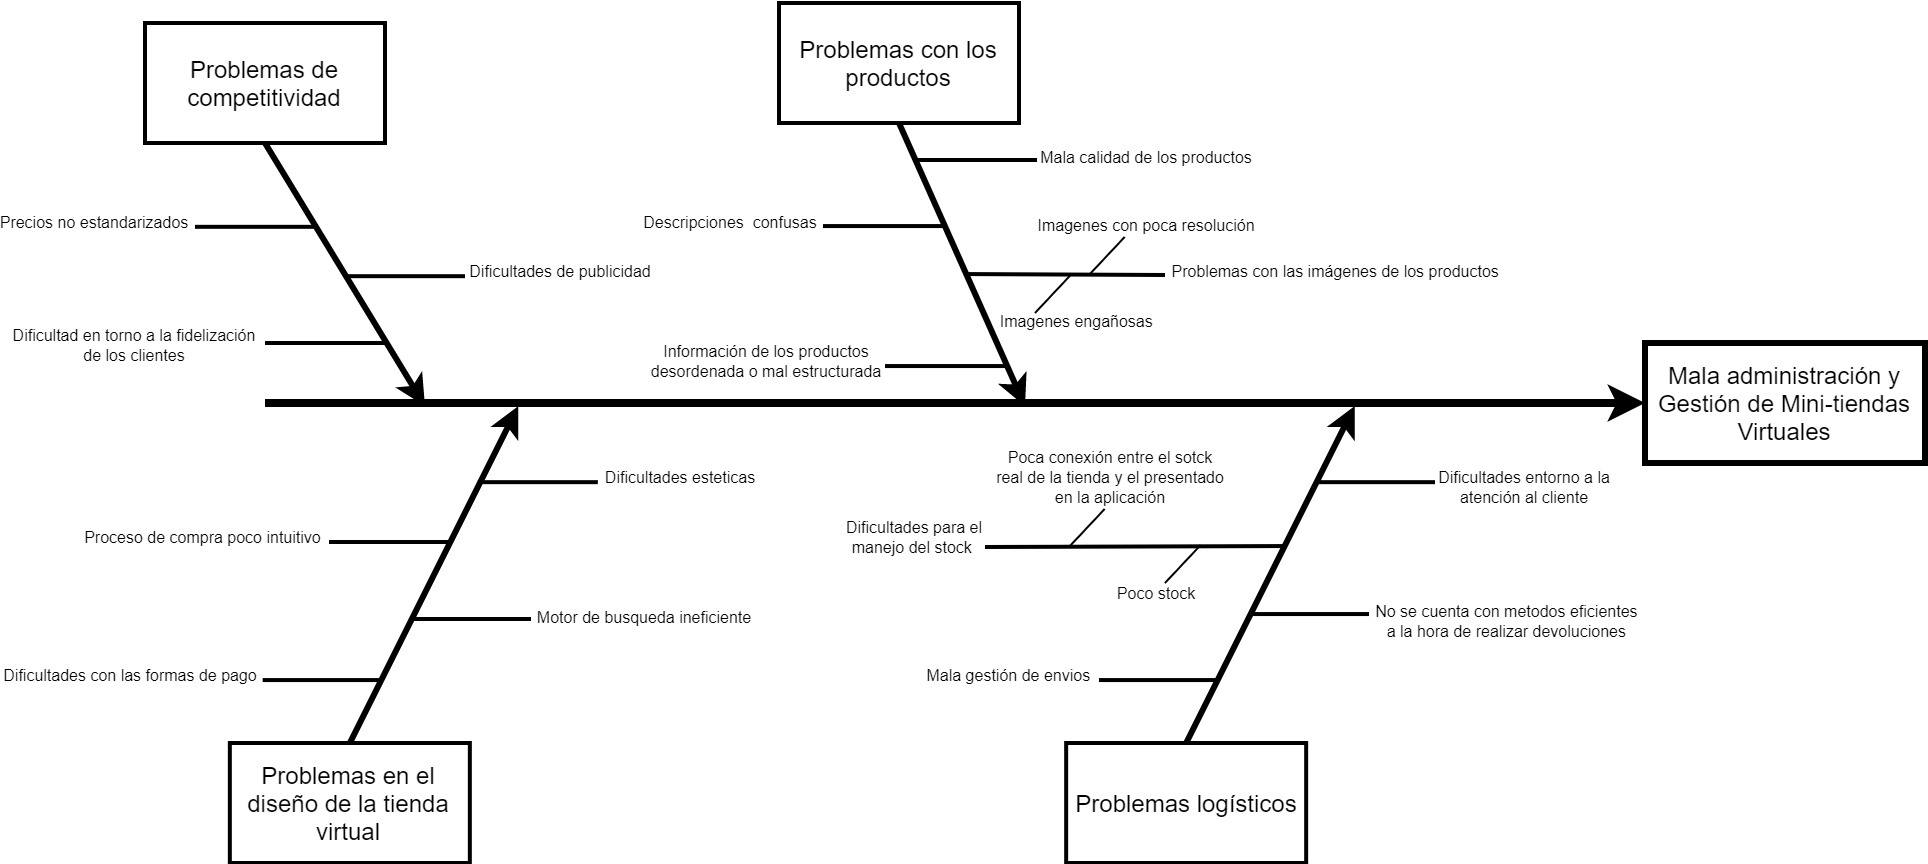 Problemas de
competitividad
Problemas con los
productos
Mala calidad de los productos
Precios no estandarizados
Descripciones  confusas
Imagenes con poca resolución
Dificultades de publicidad
Problemas con las imágenes de los productos
Imagenes engañosas
Dificultad en torno a la fidelización
de los clientes
Información de los productos
desordenada o mal estructurada
Mala administración y
Gestión de Mini-tiendas
Virtuales
Dificultades esteticas
Poca conexión entre el sotck
real de la tienda y el presentado
en la aplicación
Dificultades entorno a la
atención al cliente
Proceso de compra poco intuitivo
Dificultades para el
manejo del stock
Poco stock
Motor de busqueda ineficiente
No se cuenta con metodos eficientes
a la hora de realizar devoluciones
Dificultades con las formas de pago
Mala gestión de envios
Problemas en el
diseño de la tienda
virtual
Problemas logísticos